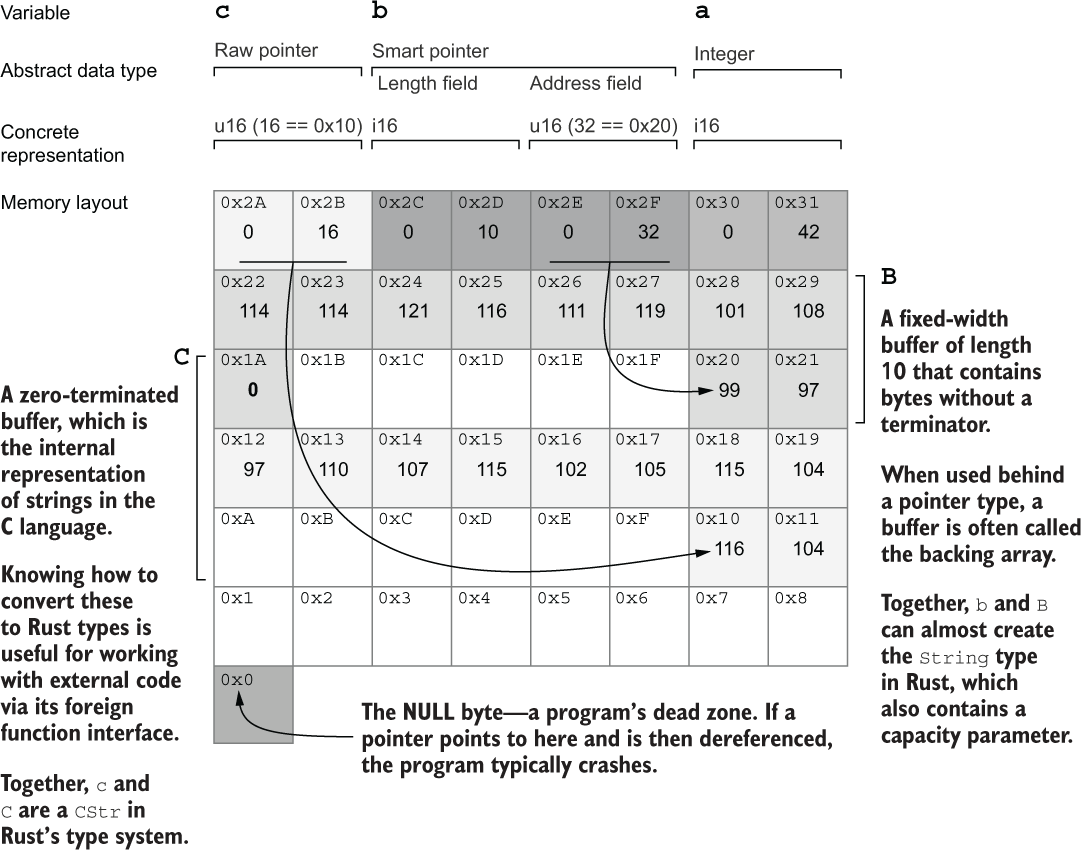 Variable c b a
Raw pointer Smart pointer Integer
Abstract data type
Length field Address field
u16 (16 == 0x10) i16 u16 (32 == 0x20) i16
Concrete
representation
Memory layout
0x2A 0x2B 0x2C 0x2D 0x2E 0x2F 0x30 0x31
0 16 0 10 0 32 0 42
0x22 0x23 0x24 0x25 0x26 0x27 0x28 0x29
114 114 121 116 111 119 101 108
0x1A 0x1B 0x1C 0x1D 0x1E 0x1F 0x20 0x21
0 99 97
0x12 0x13 0x14 0x15 0x16 0x17 0x18 0x19
97 110 107 115 102 105 115 104
0xA 0xB 0xC 0xD 0xE 0xF 0x10 0x11
116 104
0x1 0x2 0x3 0x4 0x5 0x6 0x7 0x8
0x0
C
A zero-terminated
buffer, which is
the internal
representation
of strings in the
C language.
Knowing how to
convert these
to Rust types is
useful for working
with external code
via its foreign
function interface.
Together, c and
C are a CStr in
Rust's type system.
The NULL byte—a program's dead zone. If a
pointer points to here and is then dereferenced,
the program typically crashes.
B
A fixed-width
buffer of length
10 that contains
bytes without a
terminator.
When used behind
a pointer type, a
buffer is often called
the backing array.
Together, b and B
can almost create
the String type
in Rust, which
also contains a
capacity parameter.